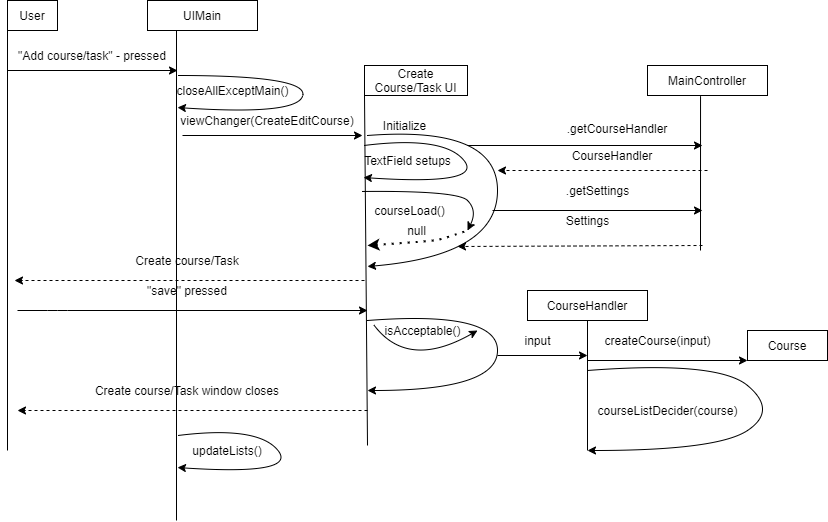 User
UIMain
"Add course/task" - pressed
closeAllExceptMain()
Create
Course/Task UI
MainController
viewChanger(CreateEditCourse)
Initialize
.getCourseHandler
TextField setups
CourseHandler
.getSettings
courseLoad()
Settings
null
Create course/Task
"save" pressed
CourseHandler
isAcceptable()
input
createCourse(input)
Course
Create course/Task window closes
courseListDecider(course)
updateLists()